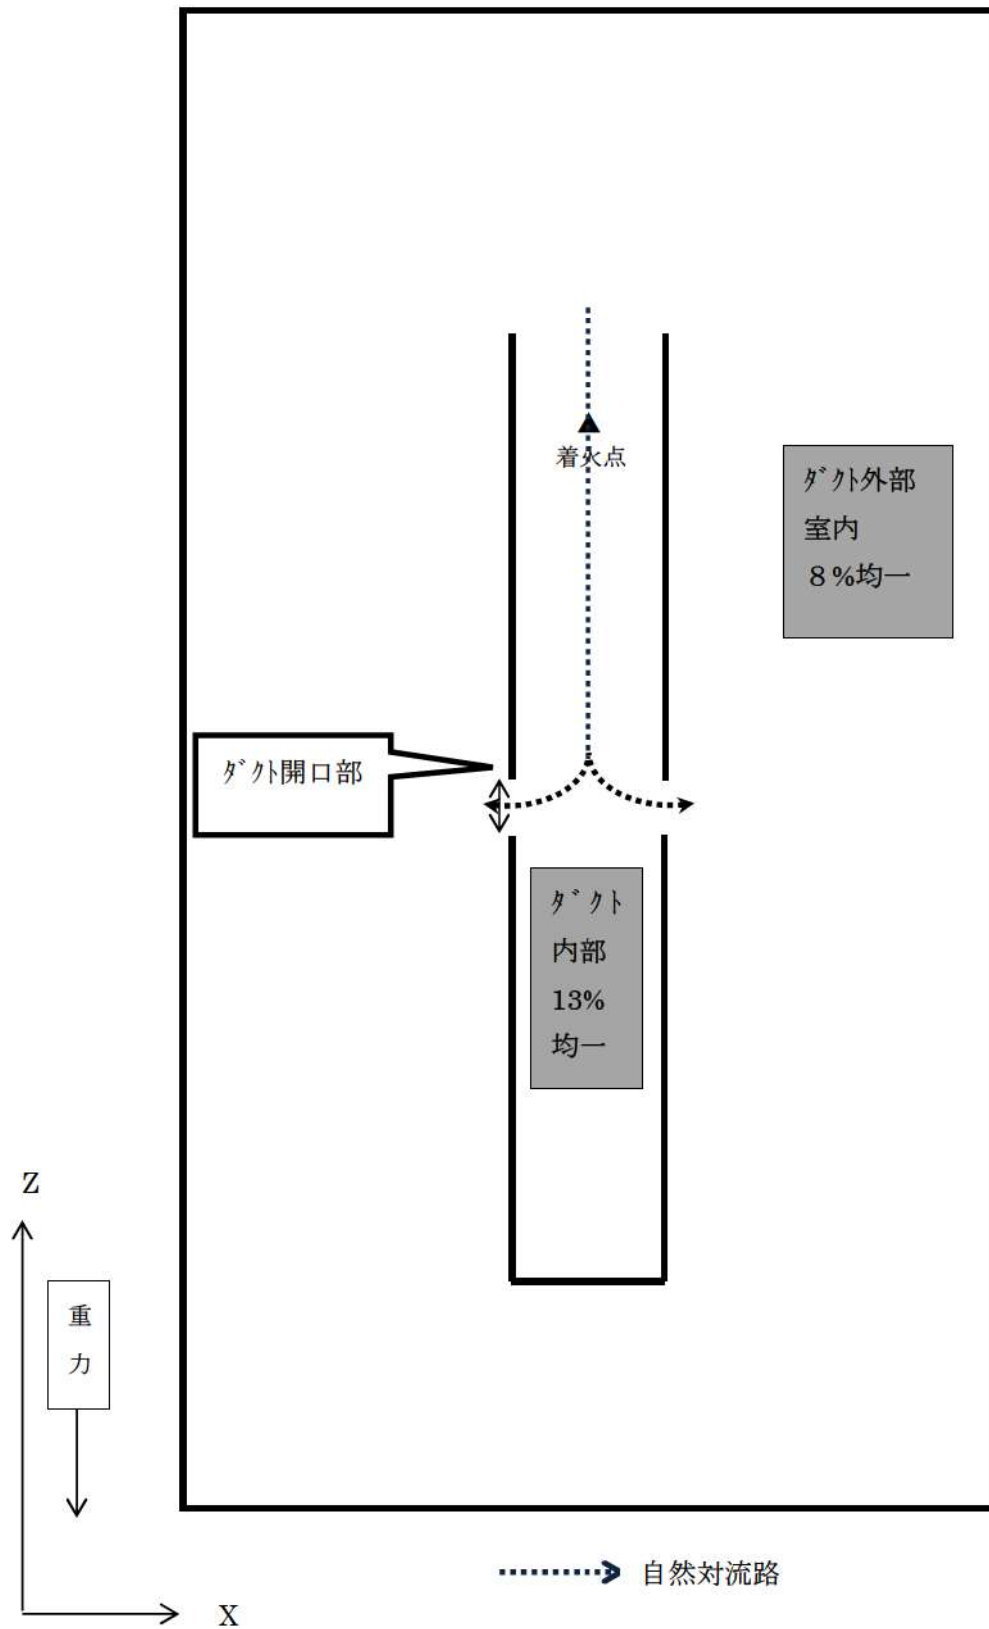 着火点
ﾀﾞｸﾄ外部
室内
８%均一
ﾀﾞｸﾄ開口部
ﾀﾞｸﾄ
内部
13%
均一
Z
重
力
自然対流路
X